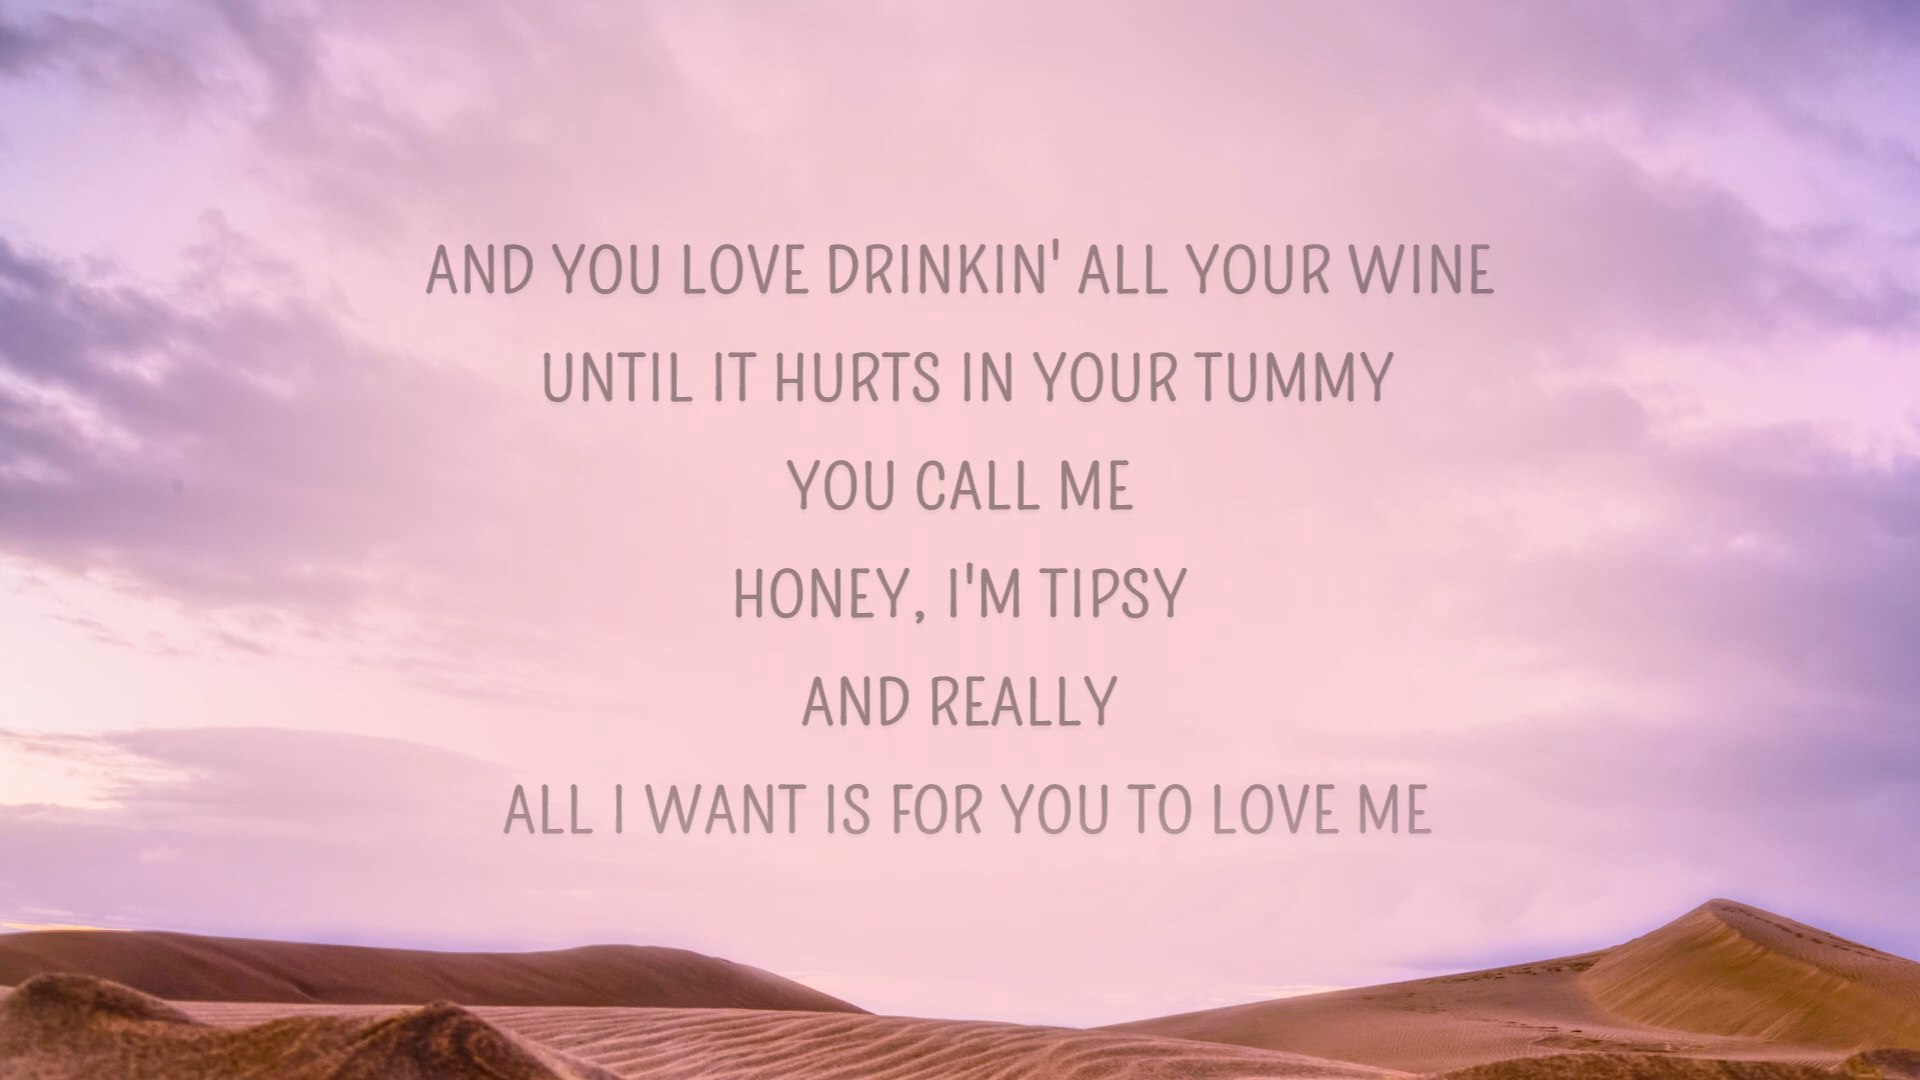 AND YOU LOVE DRINKIN' ALL YOUR WINE
UNTIL IT HURTS IN YOUR TUMMY
YOU CALL ME
HONEY, I'M TIPSY
AND REALLY
ALL I WANT IS FOR YOU TO LOVE ME